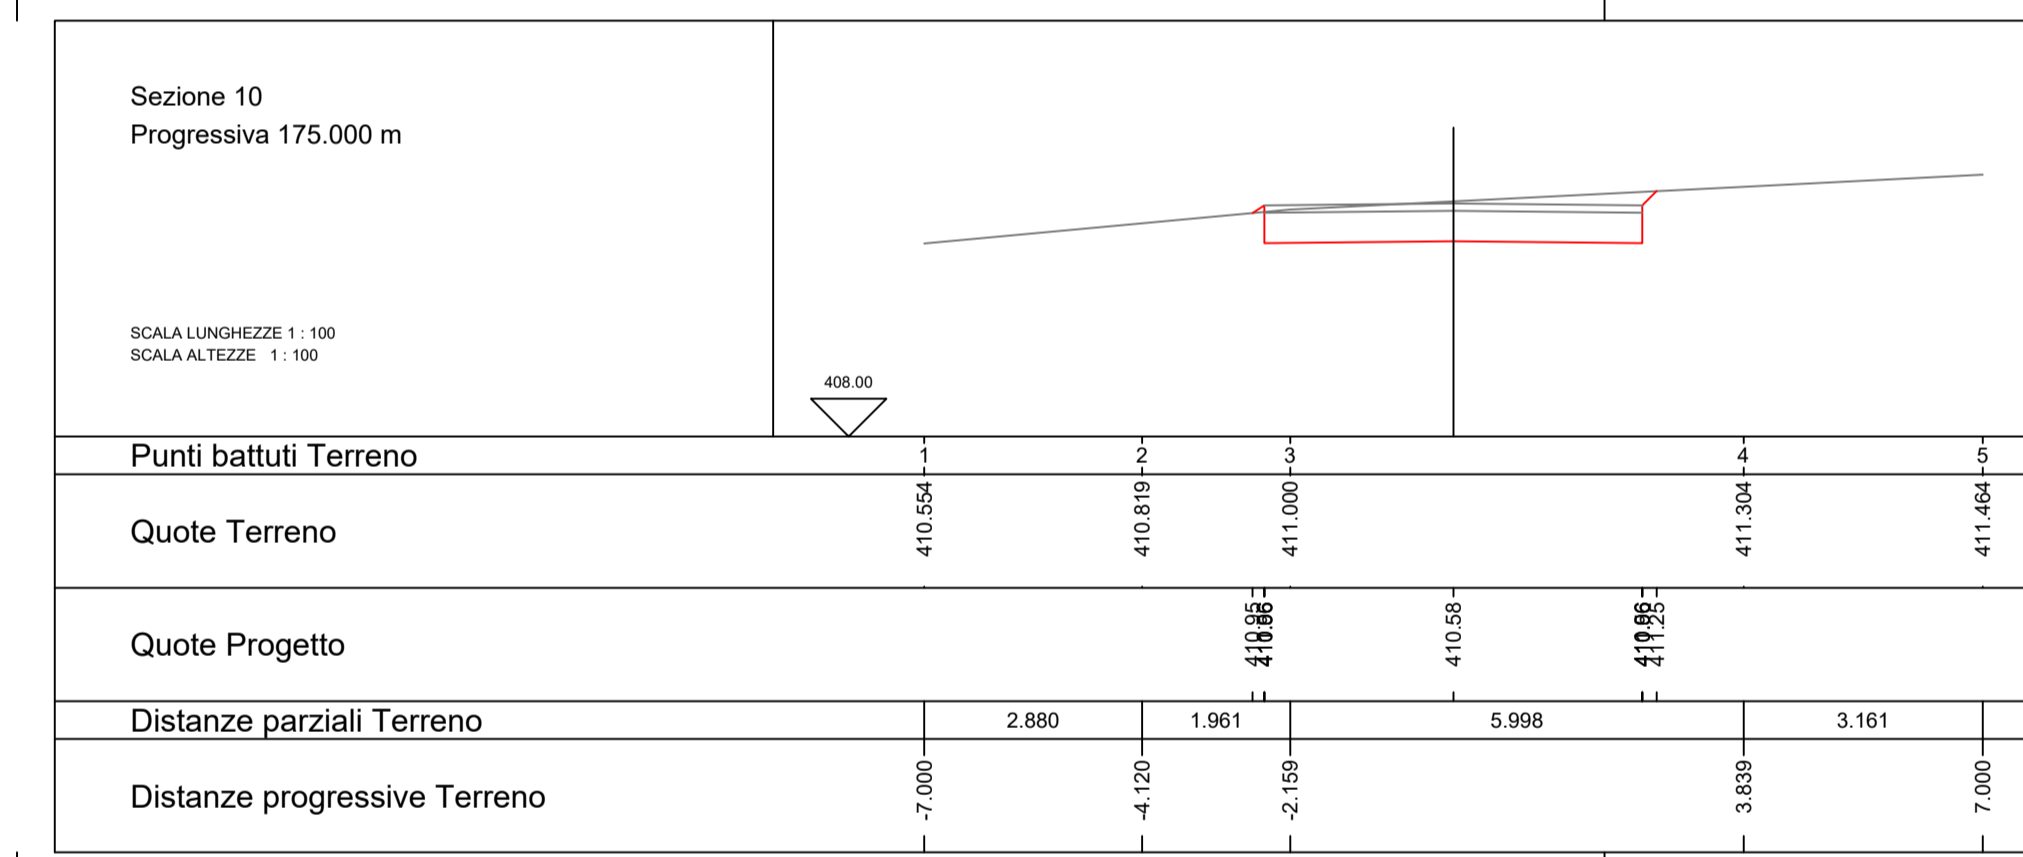 Sezione 10
Progressiva 175.000 m
SCALA LUNGHEZZE 1 : 100
SCALA ALTEZZE 1 : 100
408.00
Punti battuti Terreno 1 2 3 4 5
Quote Terreno 410.554 410.819 411.000 411.304 411.464
Quote Progetto 410.95 410.58 411.25
Distanze parziali Terreno 2.880 1.961 5.998 3.161
Distanze progressive Terreno -7.000 -4.120 -2.159 3.839 7.000